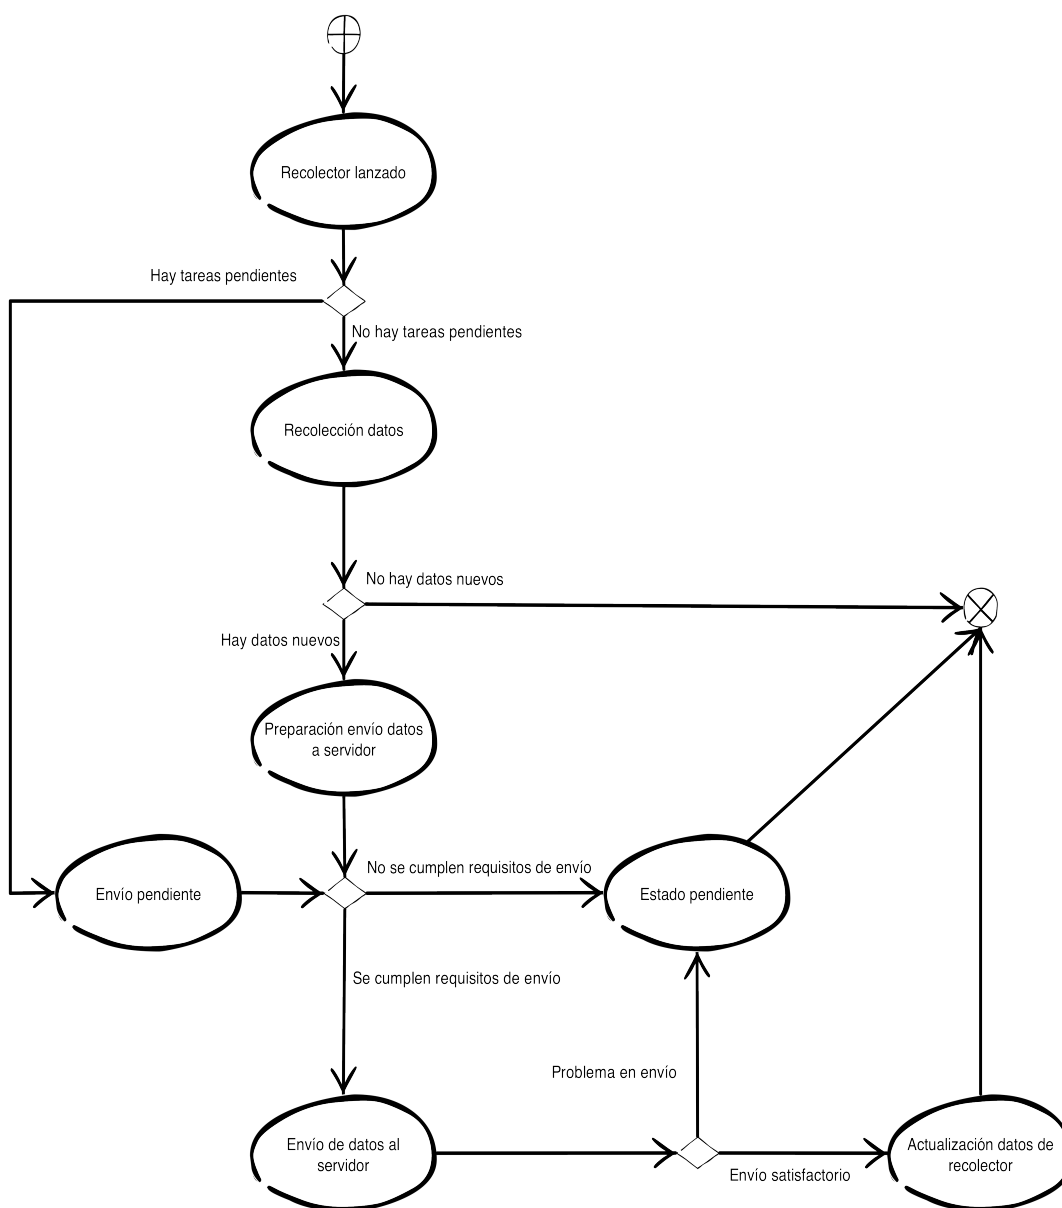 Recolector lanzado
Hay tareas pendientes
No hay tareas pendientes
Recolección datos
No hay datos nuevos
Hay datos nuevos
Preparación envío datos
a servidor
No se cumplen requisitos de envío
Envío pendiente
Estado pendiente
Se cumplen requisitos de envío
Problema en envío
Envío de datos al
servidor
Envío satisfactorio
Actualización datos de
recolector